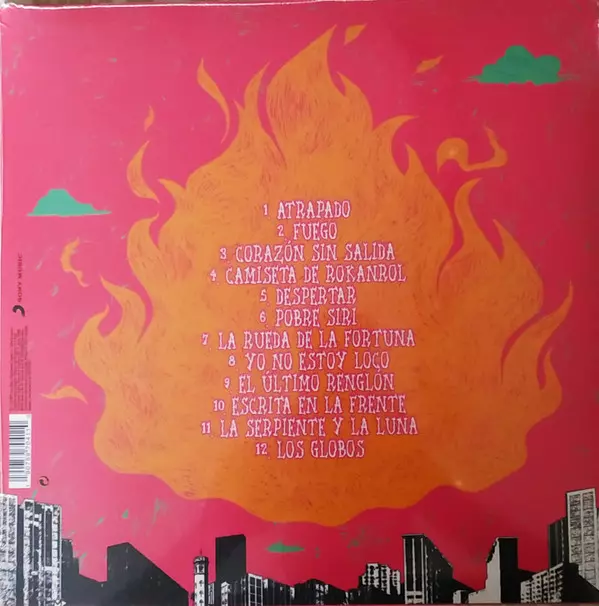 1 ATRAPADO
2 FUEGO
3 CORAZÓN SIN SALIDA
4 CAMISETA DE ROKANROL
5 DESPERTAR
6 POBRE SIRI
7 LA RUEDA DE LA FORTUNA
8 YO NO ESTOY LOCO
9 EL ÚLTIMO RENGLÓN
10 ESCRITA EN LA FRENTE
11 LA SERPIENTE Y LA LUNA
12 LOS GLOBOS
SONY MUSIC